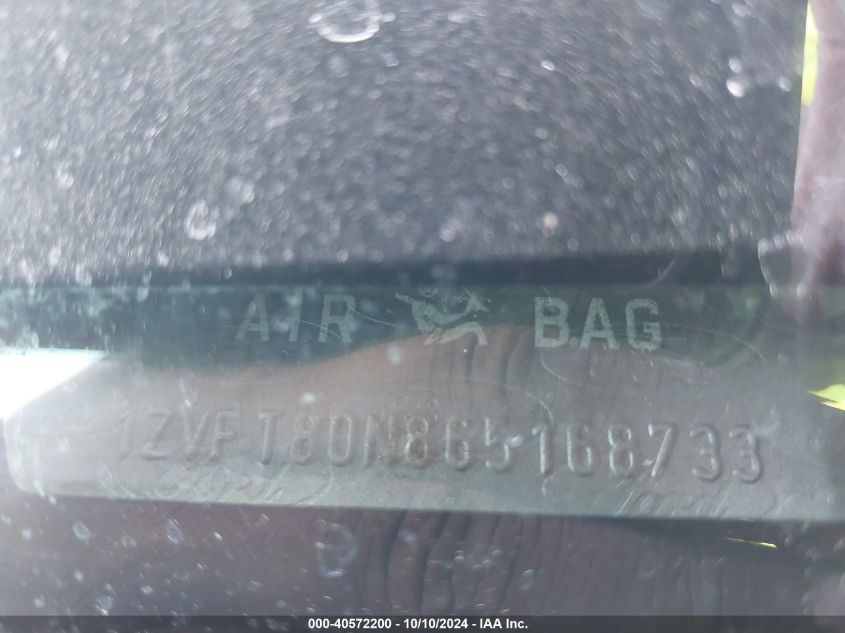 AIR BAG
1ZVFT80N865168733
000-40572200 - 10/10/2024 - IAA Inc.